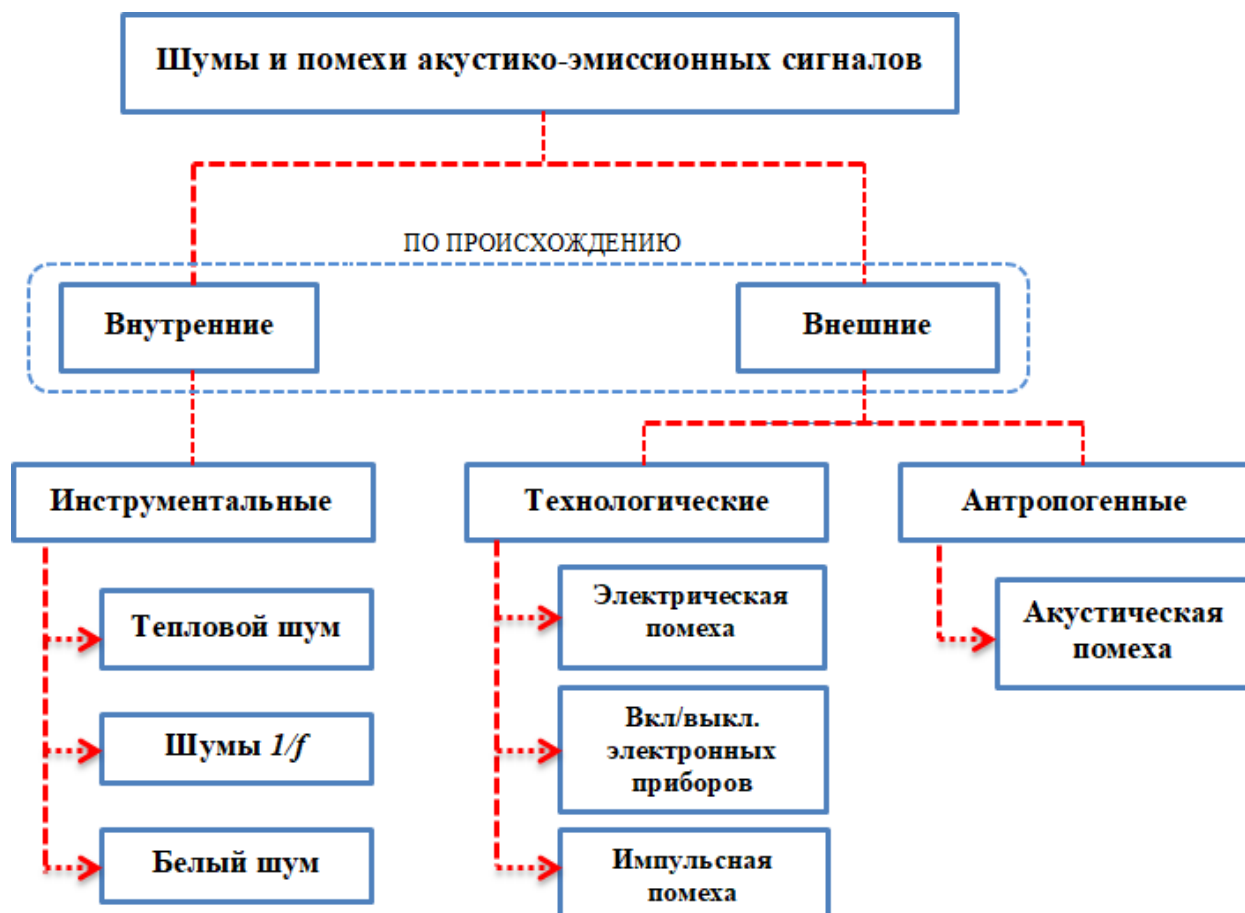 Шумы и помехи акустико-эмиссионных сигналов
ПО ПРОИСХОЖДЕНИЮ
Внутренние
Внешние
Инструментальные
Технологические
Антропогенные
Тепловой шум
Шумы 1/f
Белый шум
Электрическая
помеха
Вкл/выкл.
электронных
приборов
Импульсная
помеха
Акустическая
помеха